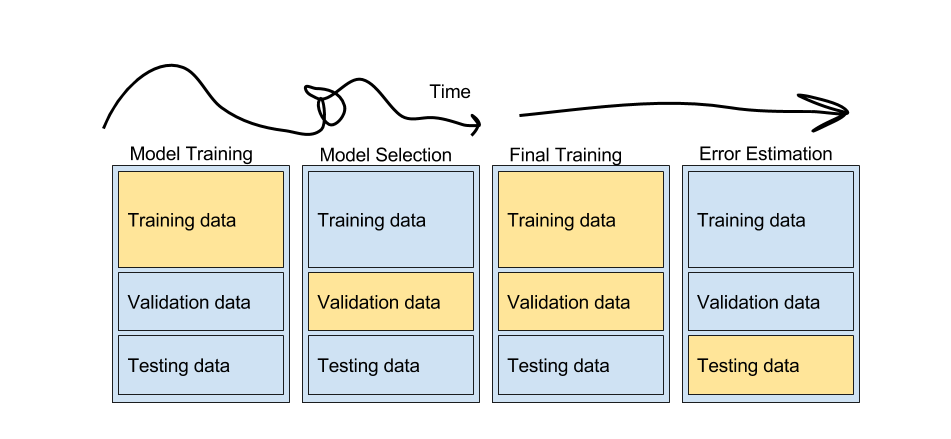 Time
Model Training
Model Selection
Final Training
Error Estimation
Training data
Training data
Training data
Training data
Validation data
Validation data
Validation data
Validation data
Testing data
Testing data
Testing data
Testing data